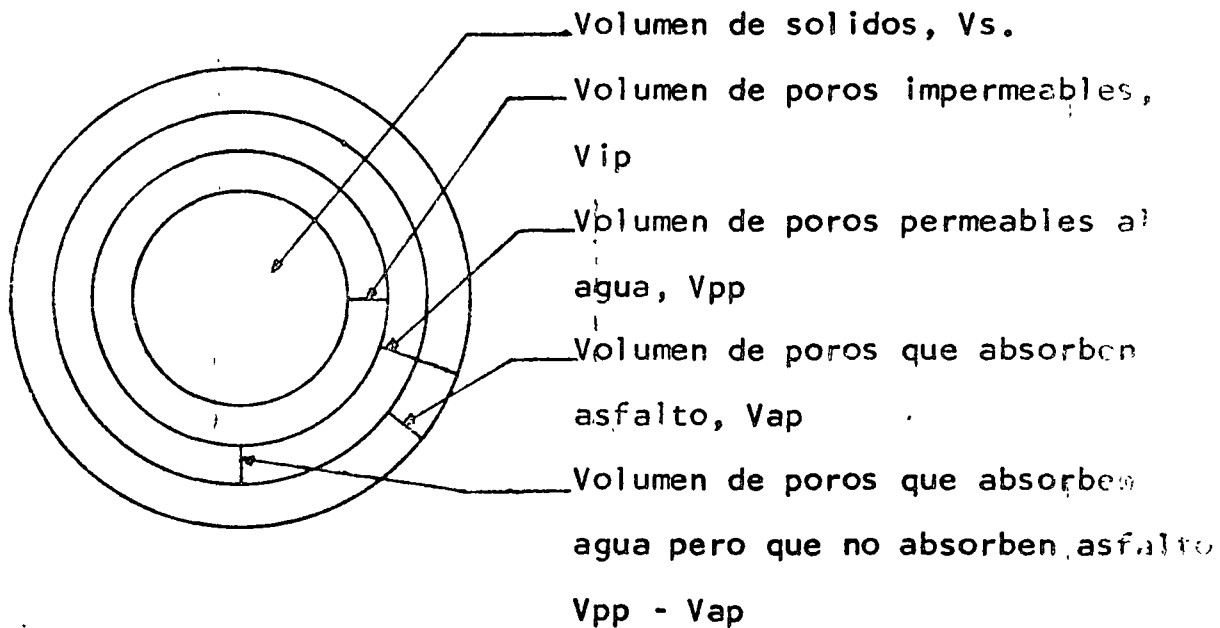 Volumen de solidos, Vs.
Volumen de poros impermeables,
Vip
Volumen de poros permeables al
agua, Vpp
Volumen de poros que absorben
asfalto, Vap
Volumen de poros que absorben
agua pero que no absorben asfalto
Vpp - Vap